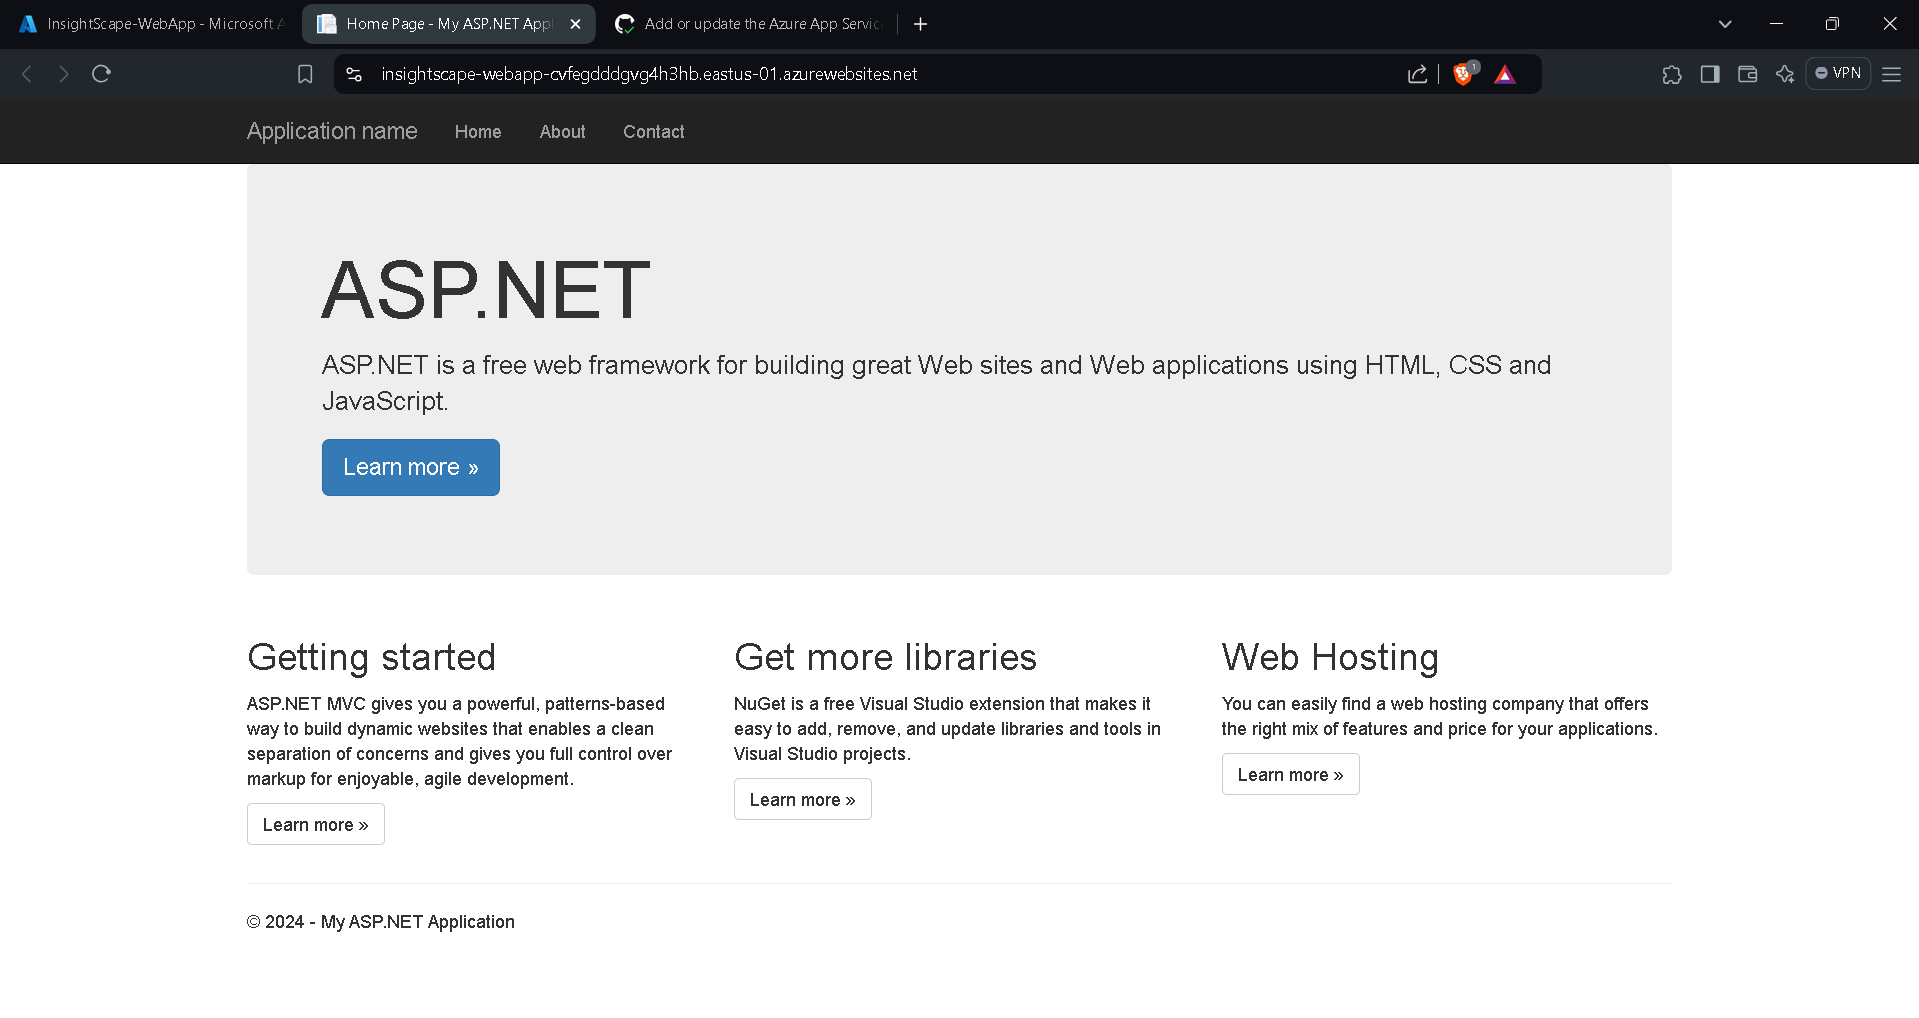 InsightScape-WebApp - Microsoft A
Home Page - My ASP.NET Appl
Add or update the Azure App Servic
insightscape-webapp-cvfegdddgvg4h3hb.eastus-01.azurewebsites.net
1
VPN
Application name
Home
About
Contact
ASP.NET
ASP.NET is a free web framework for building great Web sites and Web applications using HTML, CSS and
JavaScript.
Learn more »
Getting started
ASP.NET MVC gives you a powerful, patterns-based
way to build dynamic websites that enables a clean
separation of concerns and gives you full control over
markup for enjoyable, agile development.
Learn more »
Get more libraries
NuGet is a free Visual Studio extension that makes it
easy to add, remove, and update libraries and tools in
Visual Studio projects.
Learn more »
Web Hosting
You can easily find a web hosting company that offers
the right mix of features and price for your applications.
Learn more »
© 2024 - My ASP.NET Application